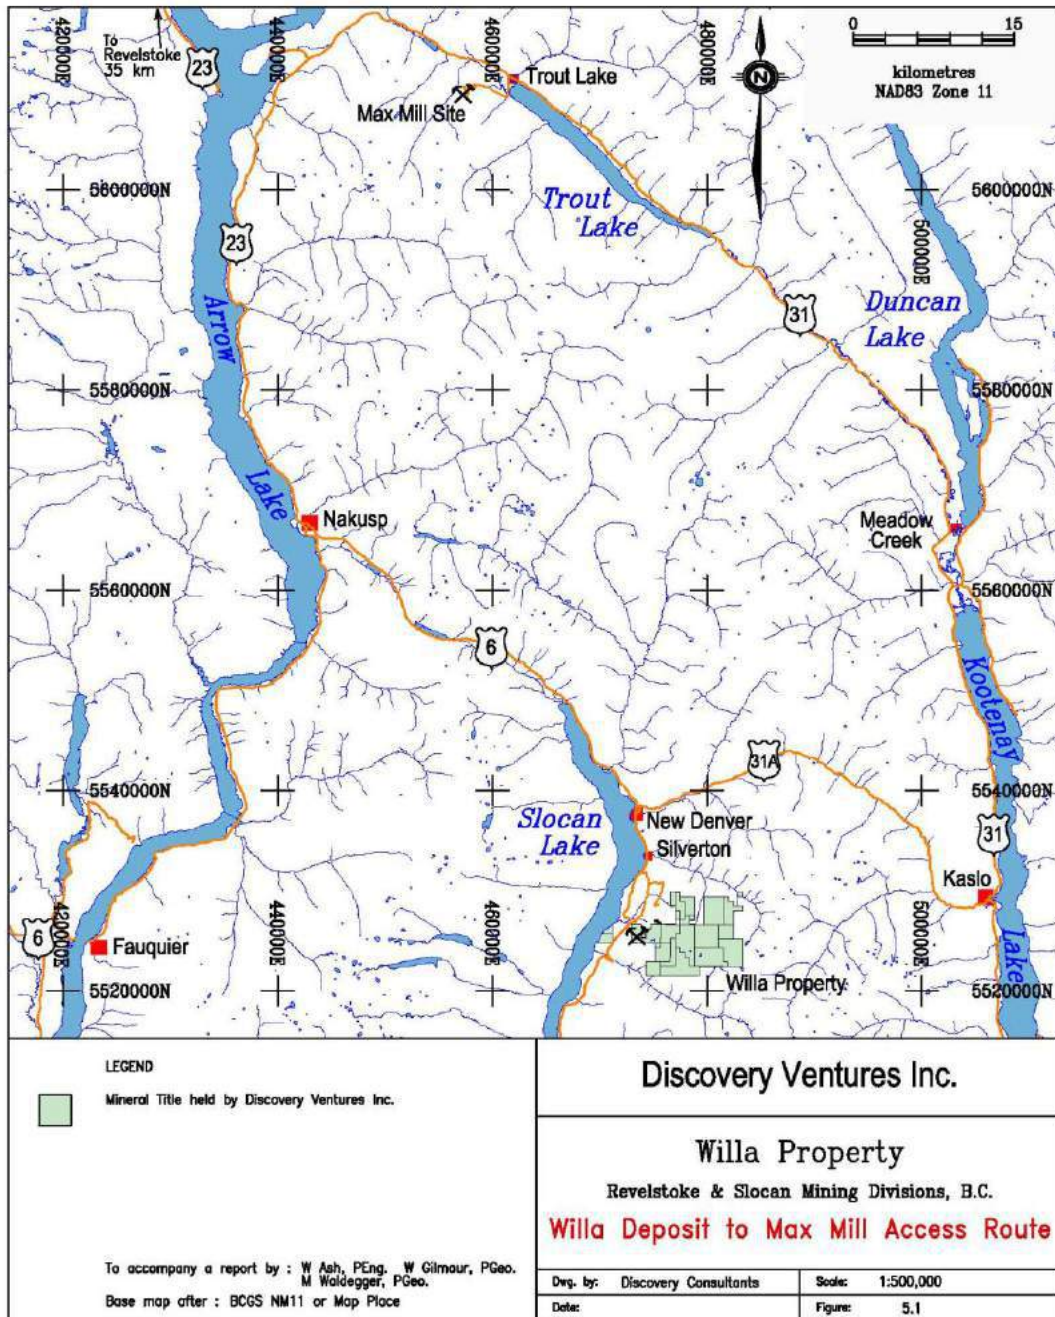 To
Revelstoke
35 km
23
420000E
440000E
460000E
480000E
0 15
kilometres
NAD83 Zone 11
N
Trout Lake
Max Mill Site
5600000N
5600000N
Trout
Lake
500000E
23
Arrow
31
Duncan
Lake
5580000N
5580000N
Lake
Nakusp
Meadow
Creek
5560000N
5560000N
6
Kootenay
31A
5540000N
5540000N
Slocan
Lake
New Denver
Silverton
31
Kaslo
420000E
440000E
460000E
500000E
Lake
6
Fauquier
Willa Property
5520000N
5520000N
LEGEND
Mineral Title held by Discovery Ventures Inc.
To accompany a report by : W Ash, PEng. W Gilmour, PGeo.
M Waldegger, PGeo.
Base map after : BCGS NM11 or Map Place
Discovery Ventures Inc.
Willa Property
Revelstoke & Slocan Mining Divisions, B.C.
Willa Deposit to Max Mill Access Route
Dwg. by: Discovery Consultants
Scale: 1:500,000
Date:
Figure: 5.1